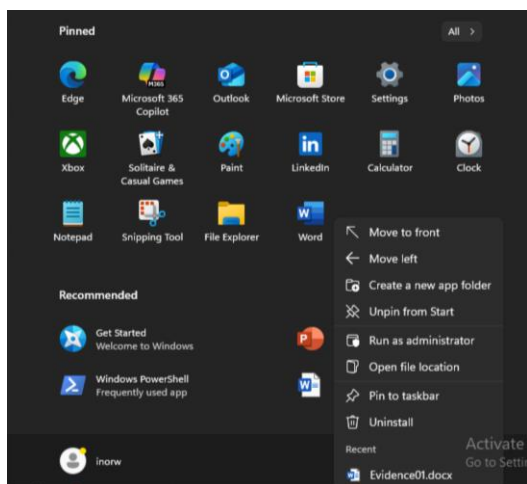 Pinned
All >
Edge
Microsoft 365
Copilot
Outlook
Microsoft Store
Settings
Photos
Xbox
Solitaire &
Casual Games
Paint
LinkedIn
Calculator
Clock
Notepad
Snipping Tool
File Explorer
Word
Move to front
Move left
Create a new app folder
Unpin from Start
Run as administrator
Open file location
Pin to taskbar
Uninstall
Recent
Evidence01.docx
Recommended
Get Started
Welcome to Windows
Windows PowerShell
Frequently used app
inorw
Activate
Go to Setti